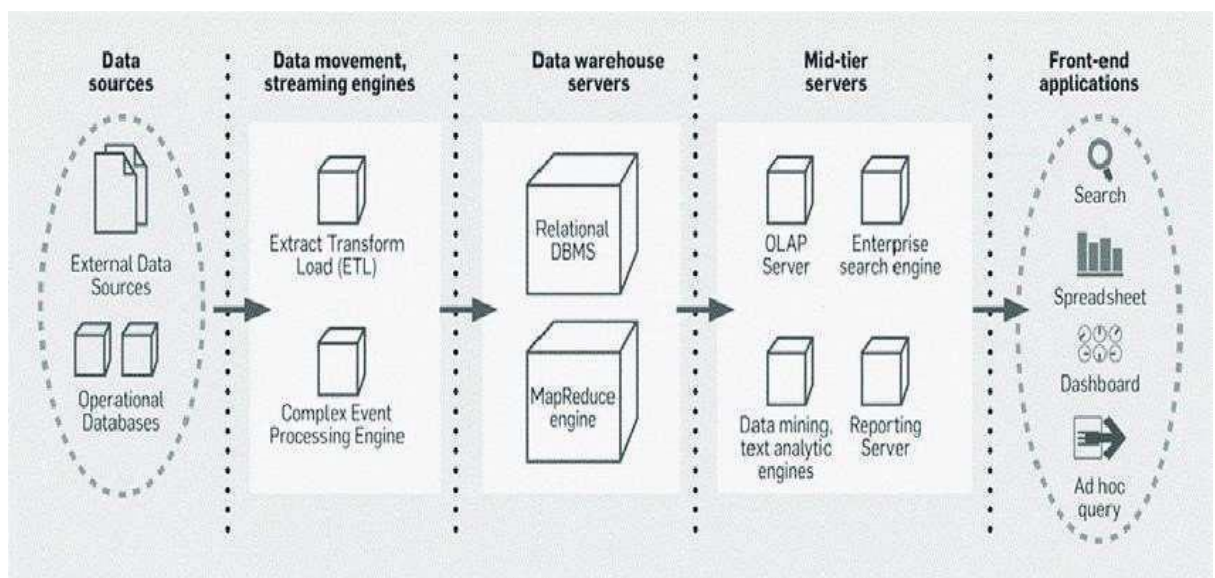 Data
sources
Data movement,
streaming engines
Data warehouse
servers
Mid-tier
servers
Front-end
applications
External Data
Sources
Operational
Databases
Extract Transform
Load (ETL)
Complex Event
Processing Engine
Relational
DBMS
MapReduce
engine
OLAP
Server
Enterprise
search engine
Data mining,
text analytic
engines
Reporting
Server
Search
Spreadsheet
Dashboard
Ad hoc
query